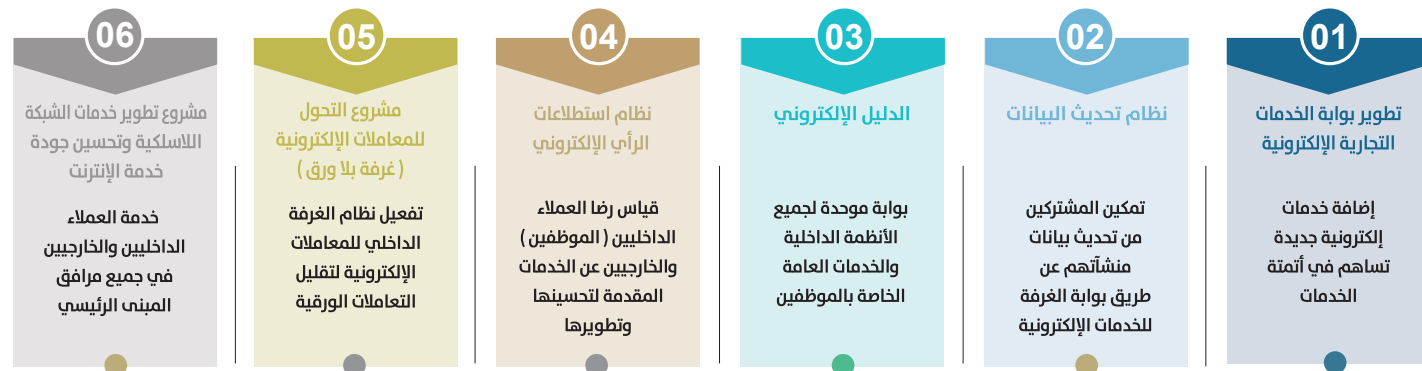 01
تطوير بوابة الخدمات
التجارية الإلكترونية
إضافة خدمات
إلكترونية جديدة
تساهم في أتمتة
الخدمات
02
نظام تحديث البيانات
تمكين المشتركين
من تحديث بيانات
منشآتهم عن
طريق بوابة الغرفة
للخدمات الإلكترونية
03
الدليل الإلكتروني
بوابة موحدة لجميع
الأنظمة الداخلية
والخدمات العامة
الخاصة بالموظفين
04
نظام استطلاعات
الرأي الإلكتروني
قياس رضا العملاء
الداخليين ( الموظفين )
والخارجيين عن الخدمات
المقدمة لتحسينها
وتطويرها
05
مشروع التحول
للمعاملات الإلكترونية
( غرفة بلا ورق )
تفعيل نظام الغرفة
الداخلي للمعاملات
الإلكترونية لتقليل
التعاملات الورقية
06
مشروع تطوير خدمات الشبكة
اللاسلكية وتحسين جودة
خدمة الإنترنت
خدمة العملاء
الداخليين والخارجيين
في جميع مرافق
المبنى الرئيسي